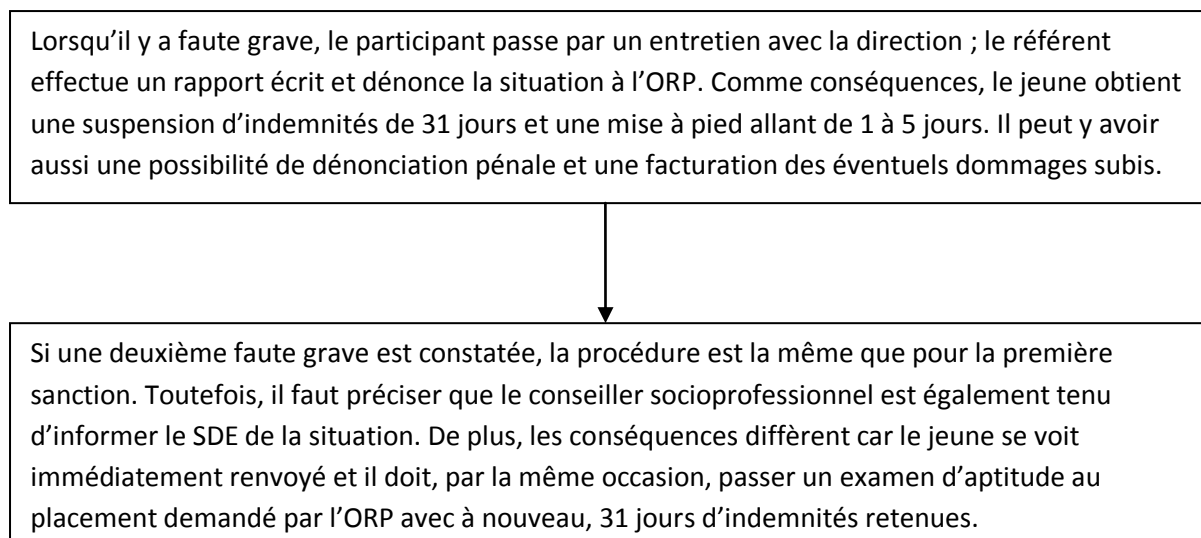 Lorsqu’il y a faute grave, le participant passe par un entretien avec la direction ; le référent
effectue un rapport écrit et dénonce la situation à l’ORP. Comme conséquences, le jeune obtient
une suspension d’indemnités de 31 jours et une mise à pied allant de 1 à 5 jours. Il peut y avoir
aussi une possibilité de dénonciation pénale et une facturation des éventuels dommages subis.
Si une deuxième faute grave est constatée, la procédure est la même que pour la première
sanction. Toutefois, il faut préciser que le conseiller socioprofessionnel est également tenu
d’informer le SDE de la situation. De plus, les conséquences diffèrent car le jeune se voit
immédiatement renvoyé et il doit, par la même occasion, passer un examen d’aptitude au
placement demandé par l’ORP avec à nouveau, 31 jours d’indemnités retenues.